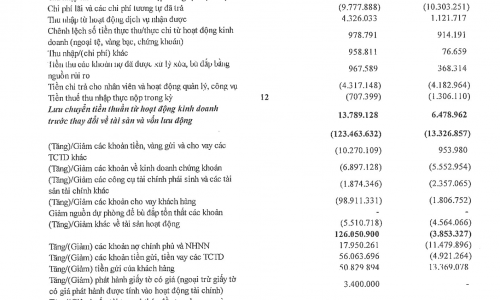 Chi phí lãi và các chi phí tương tự đã trả (9.777.888) (10.303.251)
Thu nhập từ hoạt động dịch vụ nhận được 4.326.033 1.121.717
Chênh lệch số tiền thực thu/thực chi từ hoạt động kinh
doanh (ngoại tệ, vàng bạc, chứng khoán) 978.791 914.191
Thu nhập/(chi phí) khác 958.811 76.659
Tiền thu các khoản nợ đã được xử lý xóa, bù đắp bằng
nguồn rủi ro 967.589 368.314
Tiền chi trả cho nhân viên và hoạt động quản lý, công vụ (4.317.148) (4.182.964)
Tiền thuế thu nhập thực nộp trong kỳ 12 (707.399) (1.306.110)
Lưu chuyển tiền thuần từ hoạt động kinh doanh
trước thay đổi về tài sản và vốn lưu động 13.789.128 6.478.962
(123.463.632) (13.326.857)
(Tăng)/Giảm các khoản tiền, vàng gửi và cho vay các
TCTD khác (10.270.109) 953.980
(Tăng)/Giảm các khoản về kinh doanh chứng khoán (6.897.128) (5.552.954)
(Tăng)/Giảm các công cụ tài chính phái sinh và các tài
sản tài chính khác (1.874.346) (2.357.065)
(Tăng)/Giảm các khoản cho vay khách hàng (98.911.331) (1.806.752)
Giảm nguồn dự phòng để bù đắp tổn thất các khoản - -
(Tăng)/Giảm khác về tài sản hoạt động (5.510.718) (4.564.066)
126.050.900 (3.853.327)
Tăng/(Giảm) các khoản nợ chính phủ và NHNN 17.950.261 (11.479.896)
Tăng/(Giảm) các khoản tiền gửi, tiền vay các TCTD 56.063.696 (4.921.264)
Tăng/(Giảm) tiền gửi của khách hàng 50.829.894 13.369.078
Tăng/(Giảm) phát hành giấy tờ có giá (ngoại trừ giấy tờ
có giá phát hành được tính vào hoạt động tài chính) 3.400.000 -